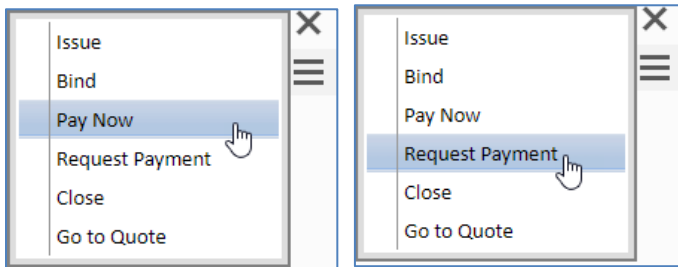 Issue
Bind
Pay Now
Request Payment
Close
Go to Quote
Issue
Bind
Pay Now
Request Payment
Close
Go to Quote